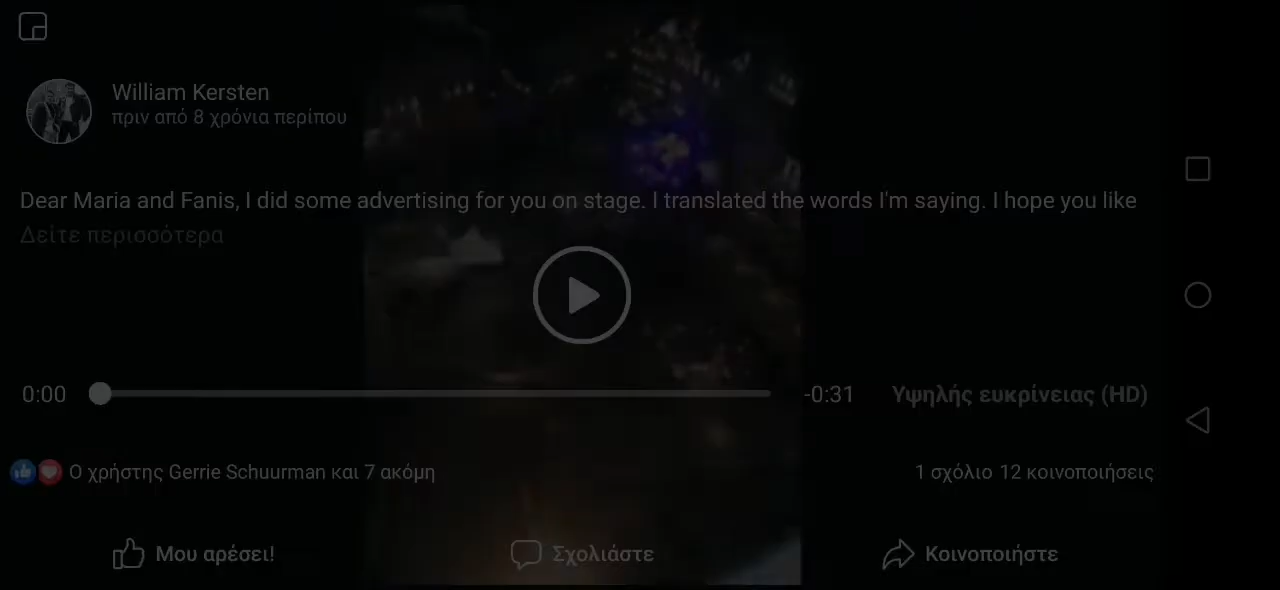 William Kersten
πριν από 8 χρόνια περίπου
Dear Maria and Fanis, I did some advertising for you on stage. I translated the words I'm saying. I hope you like
Δείτε περισσότερα
0:00
-0:31
Υψηλής ευκρίνειας (HD)
Ο χρήστης Gerrie Schuurman και 7 ακόμη
1 σχόλιο 12 κοινοποιήσεις
Μου αρέσει!
Σχολιάστε
Κοινοποιήστε